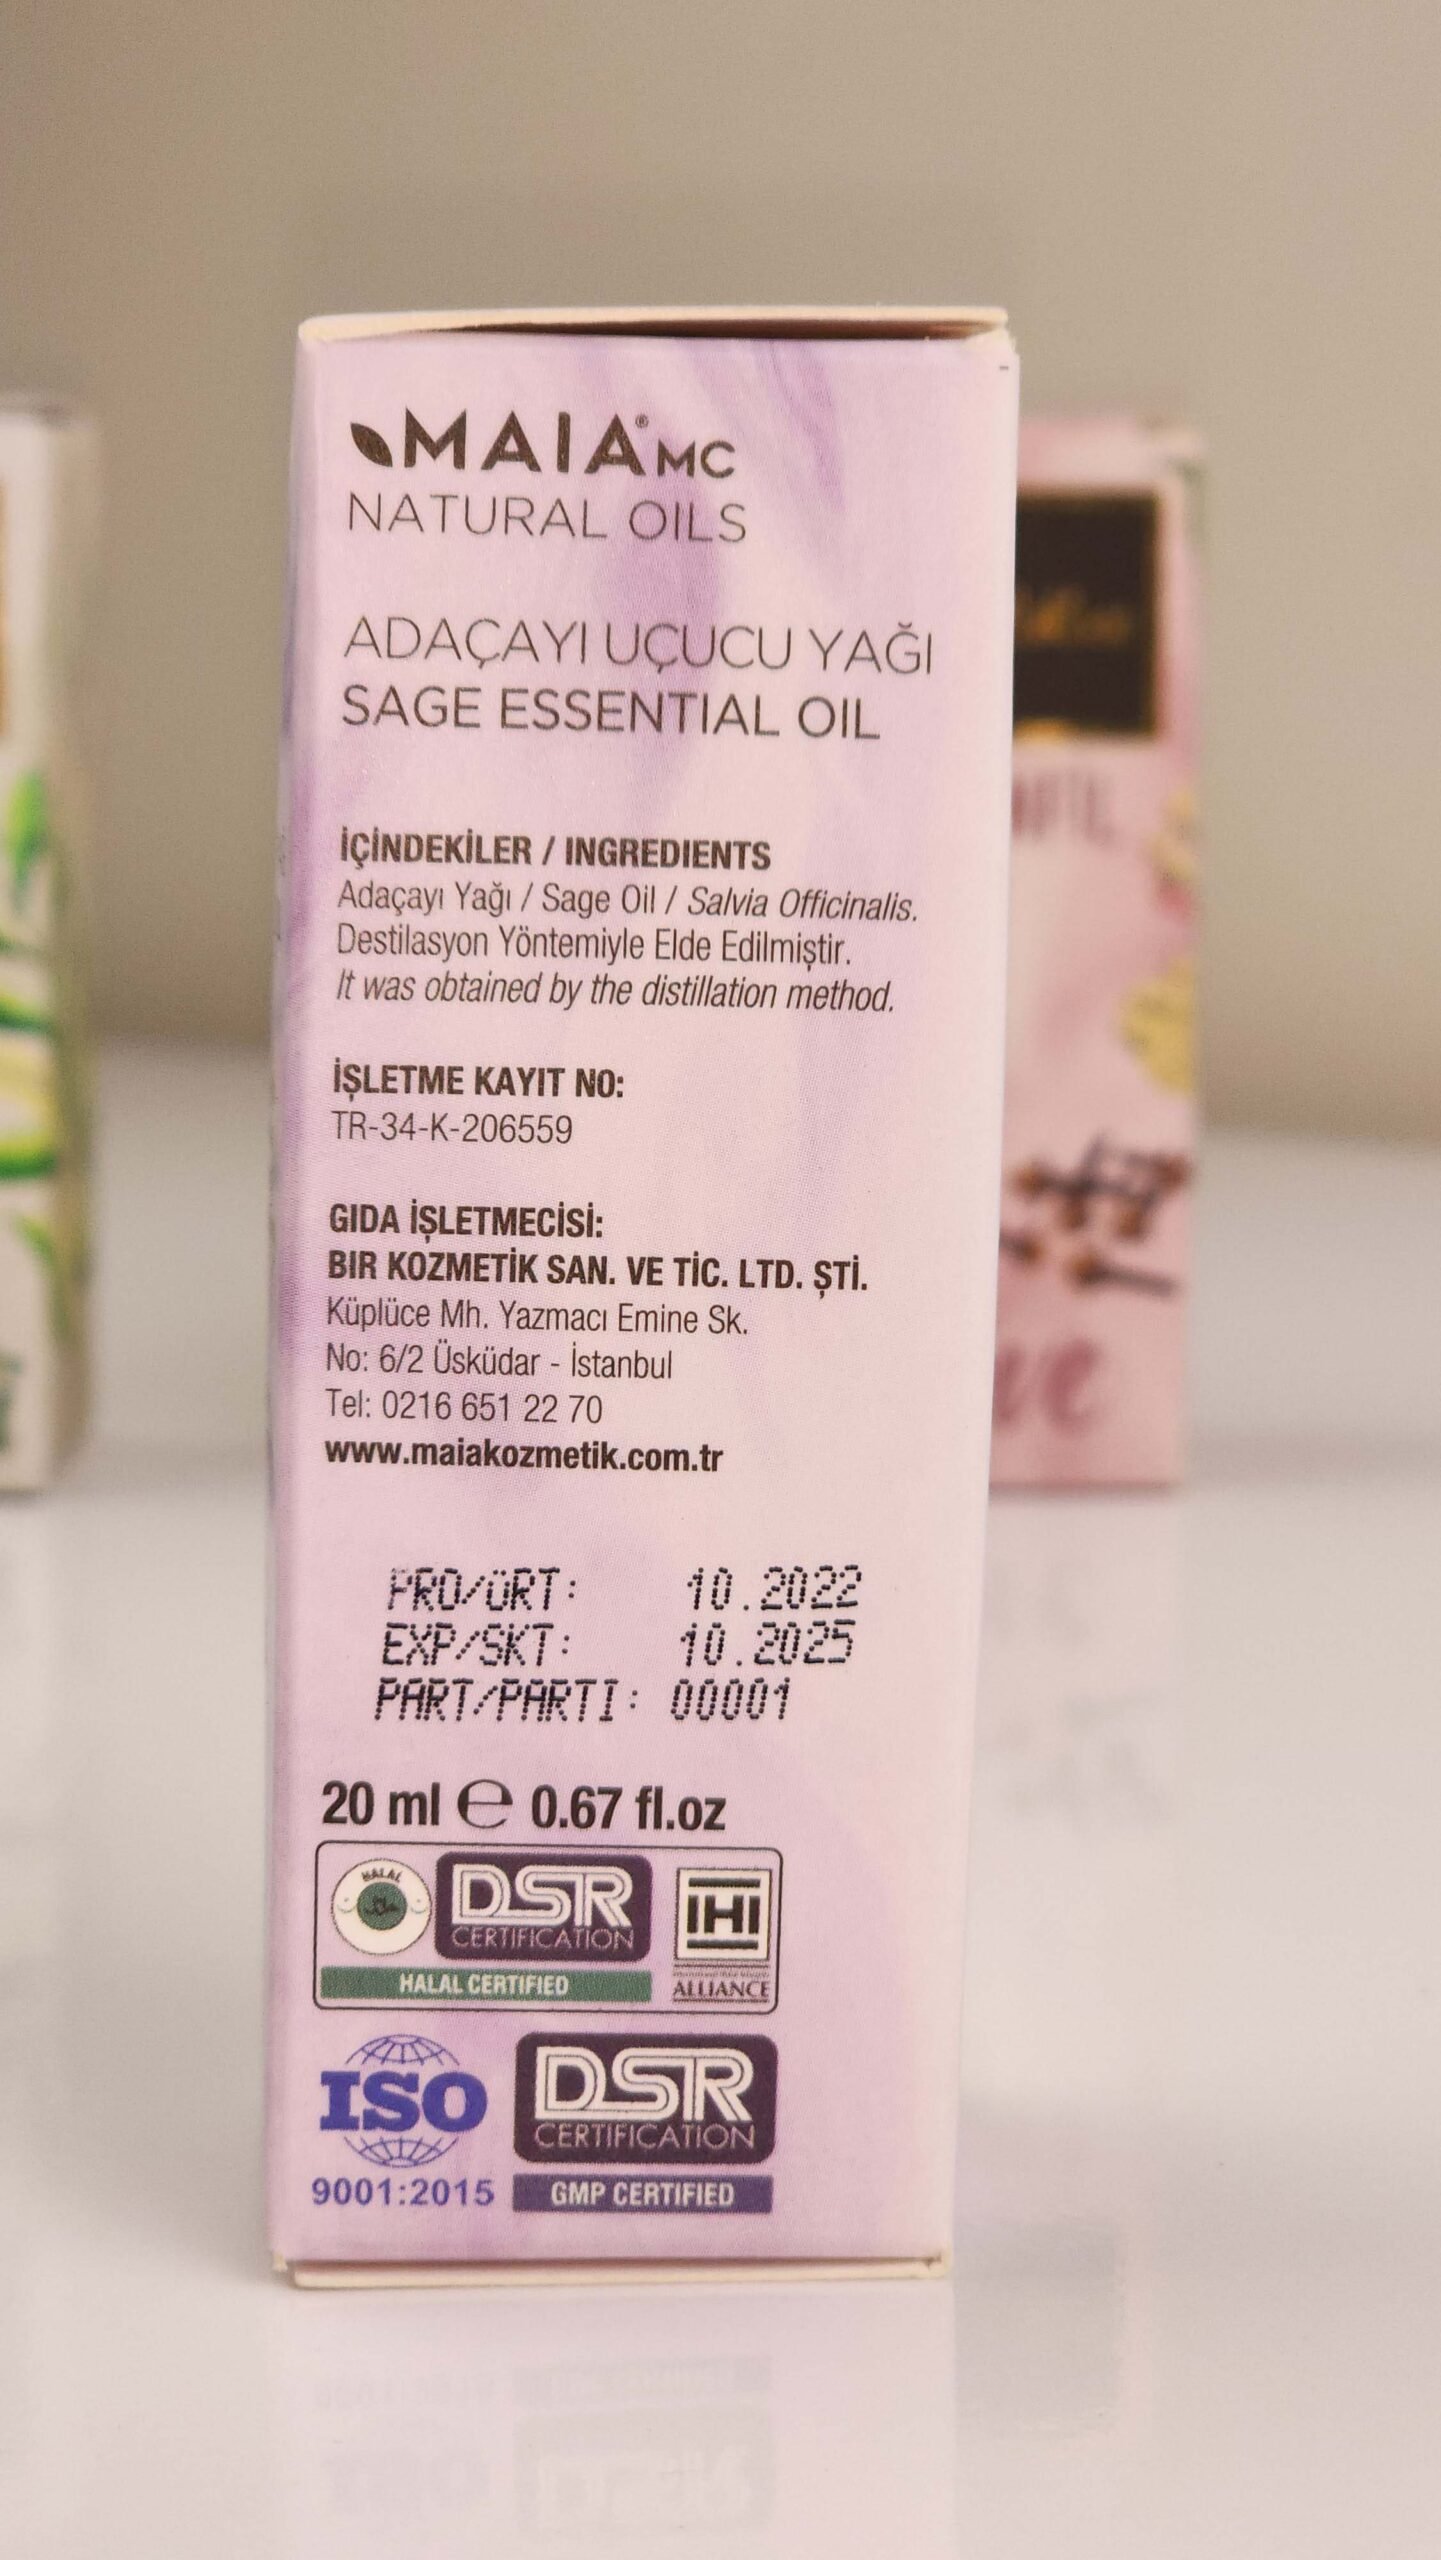 MAIA® MC
NATURAL OILS
ADAÇAYI UÇUCU YAĞI
SAGE ESSENTIAL OIL
İÇİNDEKİLER / INGREDIENTS
Adaçayı Yağı / Sage Oil / Salvia Officinalis.
Destilasyon Yöntemiyle Elde Edilmiştir.
It was obtained by the distillation method.
İŞLETME KAYIT NO:
TR-34-K-206559
GIDA İŞLETMECİSİ:
BIR KOZMETİK SAN. VE TİC. LTD. ŞTİ.
Küplüce Mh. Yazmacı Emine Sk.
No: 6/2 Üsküdar - İstanbul
Tel: 0216 651 22 70
www.maiakozmetik.com.tr
PRO/ÜRT: 10.2022
EXP/SKT: 10.2025
PART/PARTI: 00001
20 ml ℮ 0.67 fl.oz
HALAL
DSR
CERTIFICATION
HALAL CERTIFIED
IHI
ALLIANCE
ISO
9001:2015
DSR
CERTIFICATION
GMP CERTIFIED